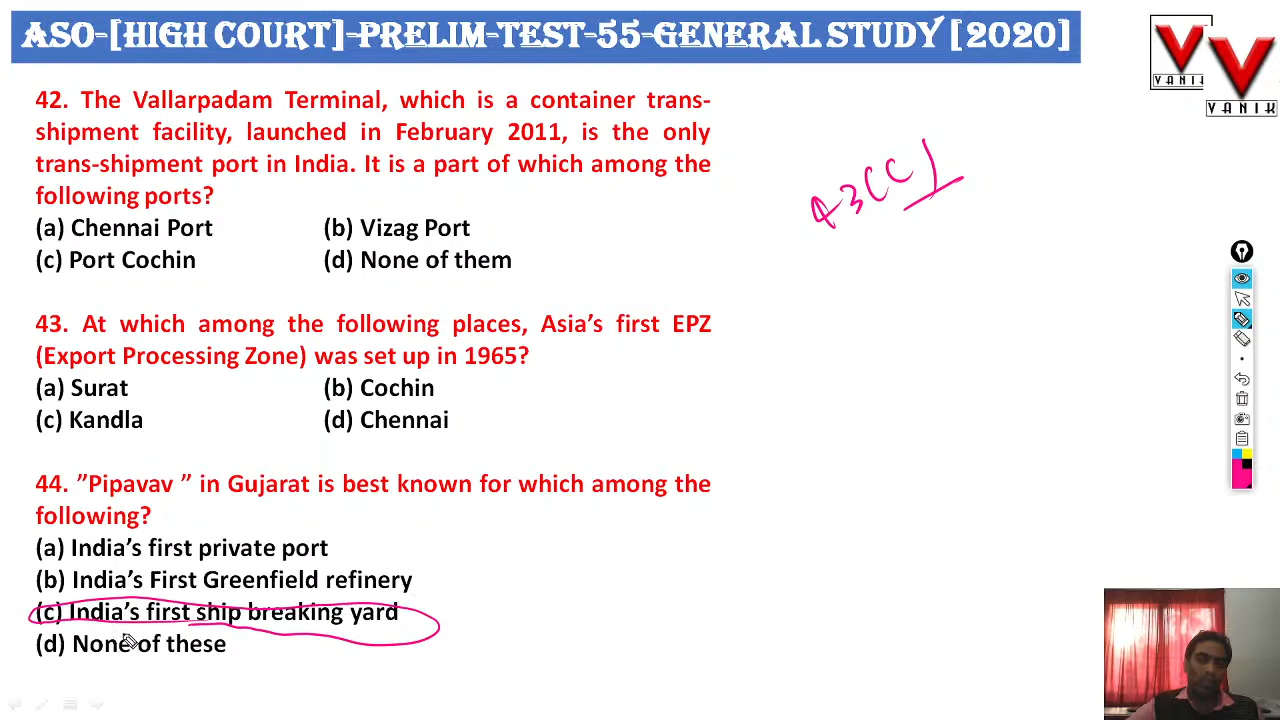 ASO-[HIGH COURT]-PRELIM-TEST-55-GENERAL STUDY [2020]
VANIK
VANIK
42. The Vallarpadam Terminal, which is a container trans-
shipment facility, launched in February 2011, is the only
trans-shipment port in India. It is a part of which among the
following ports?
(a) Chennai Port (b) Vizag Port
(c) Port Cochin (d) None of them
43(C)
43. At which among the following places, Asia’s first EPZ
(Export Processing Zone) was set up in 1965?
(a) Surat (b) Cochin
(c) Kandla (d) Chennai
44. ”Pipavav ” in Gujarat is best known for which among the
following?
(a) India’s first private port
(b) India’s First Greenfield refinery
(c) India’s first ship breaking yard
(d) None of these